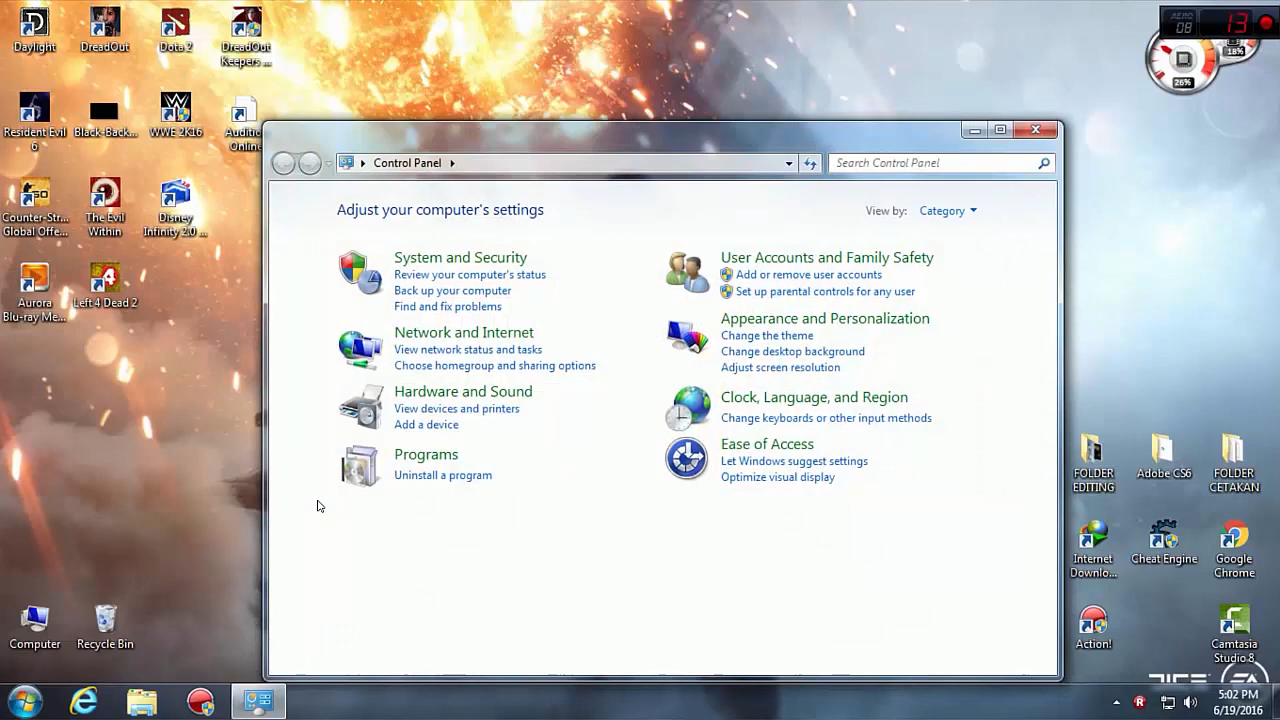 Daylight
DreadOut
Dota 2
DreadOut
Keepers ...
AERO
08
13
18%
26%
Resident Evil
6
Black-Back...
WWE 2K16
Auditio
Online
Control Panel
Search Control Panel
Counter-Str...
Global Offe...
The Evil
Within
Disney
Infinity 2.0 ...
Adjust your computer's settings
View by:
Category
System and Security
Review your computer's status
Back up your computer
Find and fix problems
User Accounts and Family Safety
Add or remove user accounts
Set up parental controls for any user
Aurora
Blu-ray Me...
Left 4 Dead 2
Network and Internet
View network status and tasks
Choose homegroup and sharing options
Appearance and Personalization
Change the theme
Change desktop background
Adjust screen resolution
Hardware and Sound
View devices and printers
Add a device
Clock, Language, and Region
Change keyboards or other input methods
Programs
Uninstall a program
Ease of Access
Let Windows suggest settings
Optimize visual display
FOLDER
EDITING
Adobe CS6
FOLDER
CETAKAN
Internet
Downlo...
Cheat Engine
Google
Chrome
Computer
Recycle Bin
Action!
Camtasia
Studio 8
5:02 PM
6/19/2016